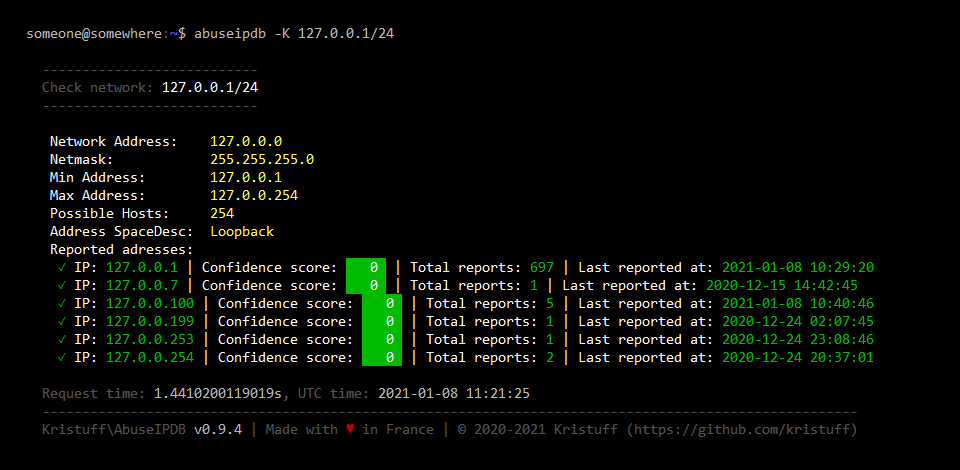 someone@somewhere:~$ abuseipdb -K 127.0.0.1/24
---------------------------
Check network: 127.0.0.1/24
---------------------------
Network Address: 127.0.0.0
Netmask: 255.255.255.0
Min Address: 127.0.0.1
Max Address: 127.0.0.254
Possible Hosts: 254
Address SpaceDesc: Loopback
Reported adresses:
✓ IP: 127.0.0.1 | Confidence score: 0 | Total reports: 697 | Last reported at: 2021-01-08 10:29:20
✓ IP: 127.0.0.7 | Confidence score: 0 | Total reports: 1 | Last reported at: 2020-12-15 14:42:45
✓ IP: 127.0.0.100 | Confidence score: 0 | Total reports: 5 | Last reported at: 2021-01-08 10:40:46
✓ IP: 127.0.0.199 | Confidence score: 0 | Total reports: 1 | Last reported at: 2020-12-24 02:07:45
✓ IP: 127.0.0.253 | Confidence score: 0 | Total reports: 1 | Last reported at: 2020-12-24 23:08:46
✓ IP: 127.0.0.254 | Confidence score: 0 | Total reports: 2 | Last reported at: 2020-12-24 20:37:01
Request time: 1.4410200119019s, UTC time: 2021-01-08 11:21:25
------------------------------------------------------------------------------------------------------
Kristuff\AbuseIPDB v0.9.4 | Made with ♥ in France | © 2020-2021 Kristuff (https://github.com/kristuff)